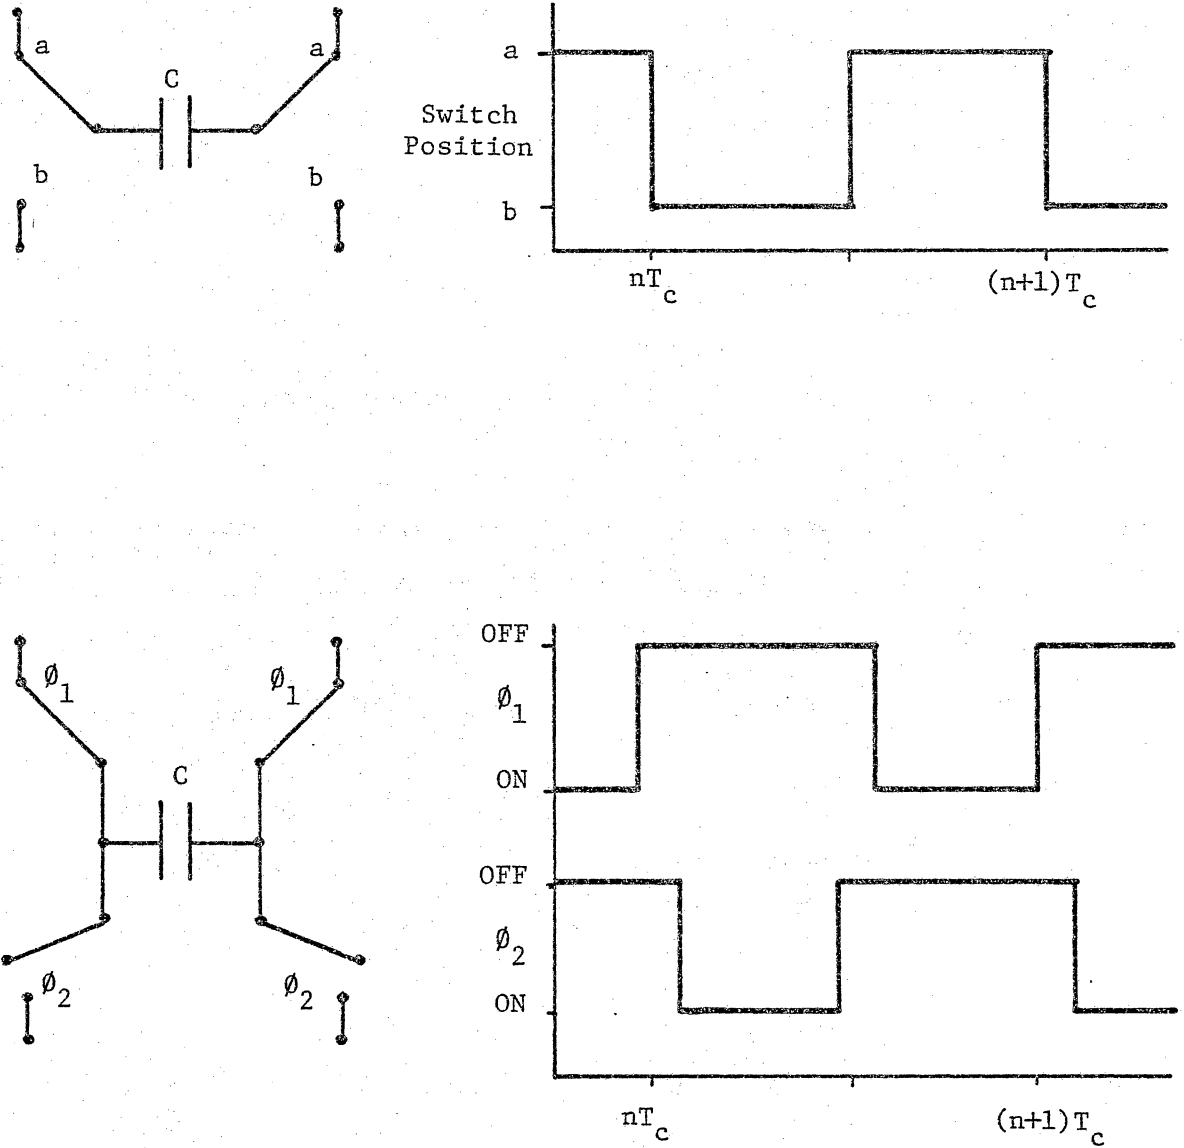 a
a
C
b
b
a
Switch
Position
b
nT_c
(n+1)T_c
Ø_1
Ø_1
C
Ø_2
Ø_2
OFF
Ø_1
ON
OFF
Ø_2
ON
nT_c
(n+1)T_c